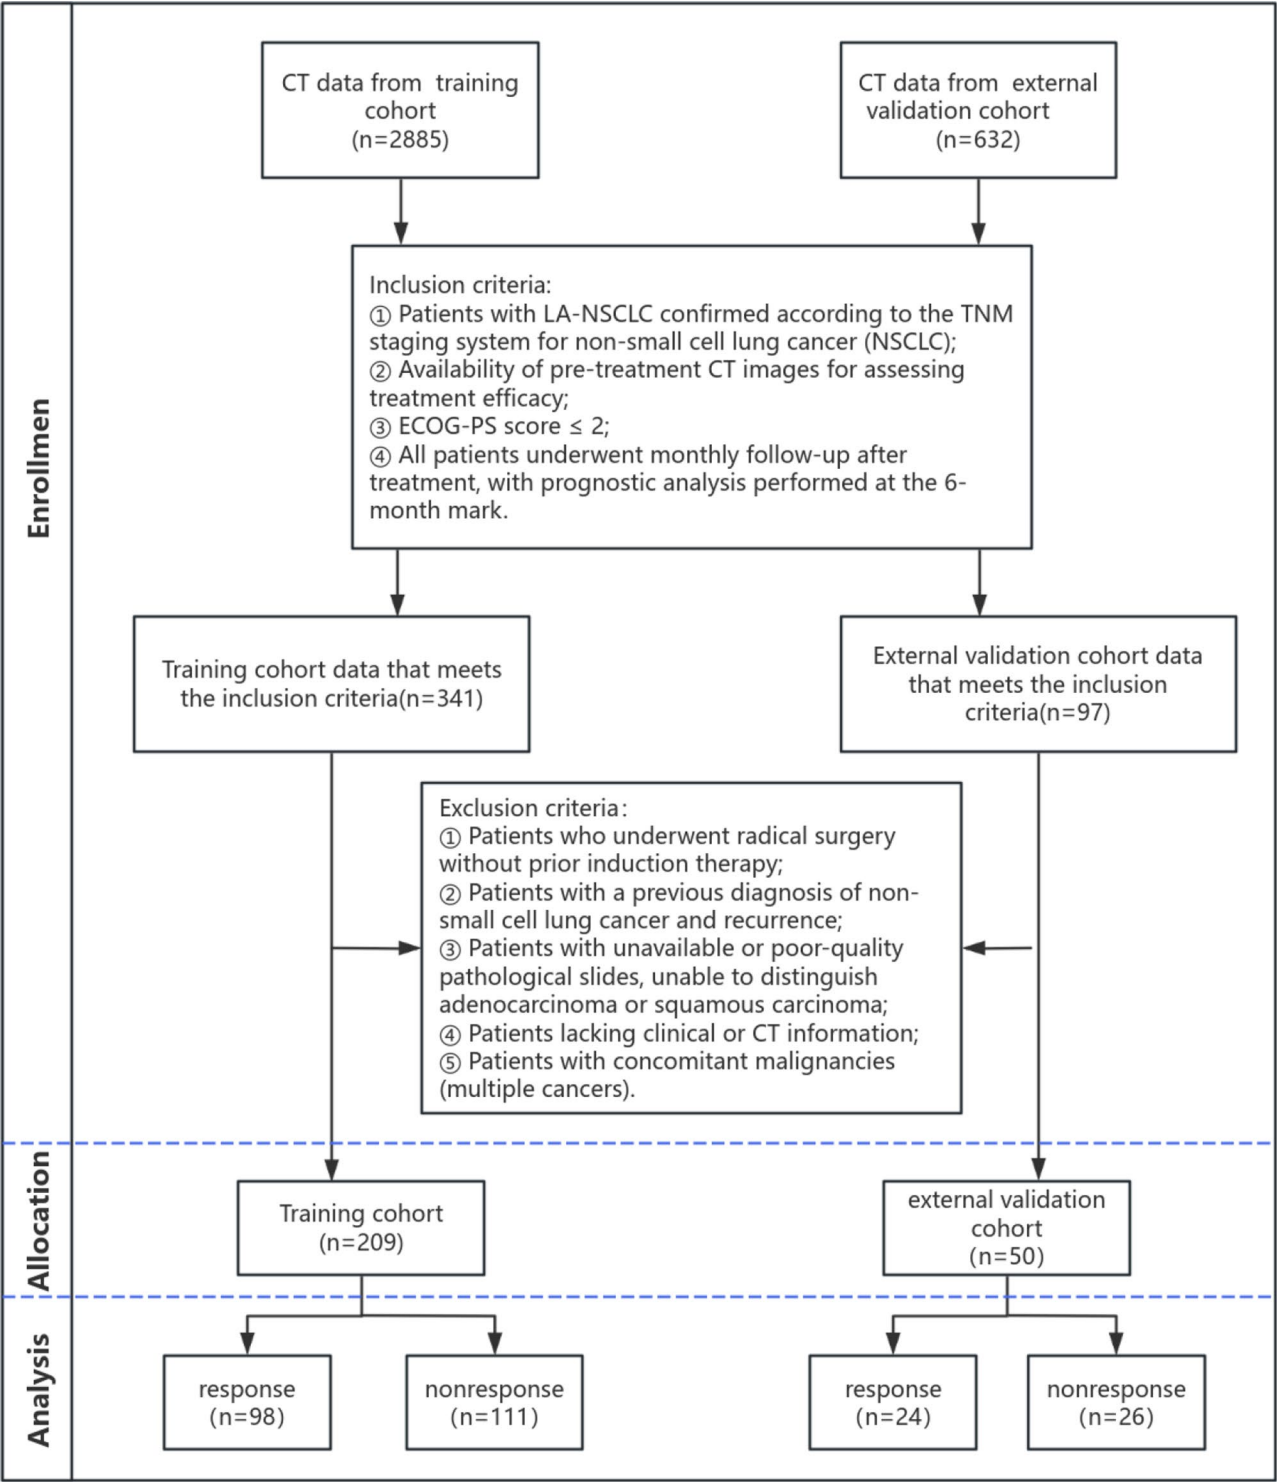 Enrollmen
CT data from training
cohort
(n=2885)
CT data from external
validation cohort
(n=632)
Inclusion criteria:
① Patients with LA-NSCLC confirmed according to the TNM
staging system for non-small cell lung cancer (NSCLC);
② Availability of pre-treatment CT images for assessing
treatment efficacy;
③ ECOG-PS score ≤ 2;
④ All patients underwent monthly follow-up after
treatment, with prognostic analysis performed at the 6-
month mark.
Training cohort data that meets
the inclusion criteria(n=341)
External validation cohort data
that meets the inclusion
criteria(n=97)
Exclusion criteria:
① Patients who underwent radical surgery
without prior induction therapy;
② Patients with a previous diagnosis of non-
small cell lung cancer and recurrence;
③ Patients with unavailable or poor-quality
pathological slides, unable to distinguish
adenocarcinoma or squamous carcinoma;
④ Patients lacking clinical or CT information;
⑤ Patients with concomitant malignancies
(multiple cancers).
Allocation
Training cohort
(n=209)
external validation
cohort
(n=50)
Analysis
response
(n=98)
nonresponse
(n=111)
response
(n=24)
nonresponse
(n=26)